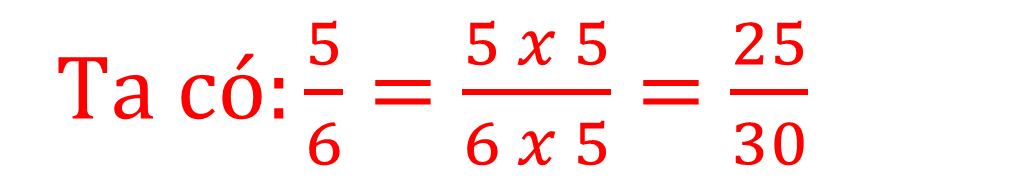 Ta có: 5/6 = (5 x 5)/(6 x 5) = 25/30